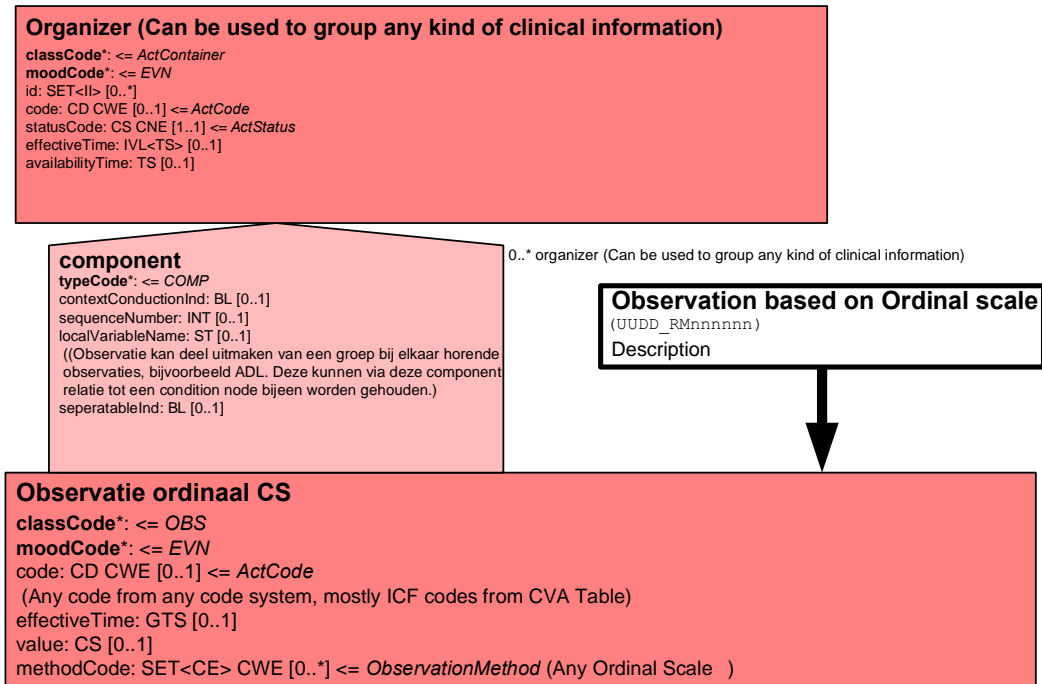 Organizer (Can be used to group any kind of clinical information)
classCode*: <= ActContainer
moodCode*: <= EVN
id: SET<II> [0..*]
code: CD CWE [0..1] <= ActCode
statusCode: CS CNE [1..1] <= ActStatus
effectiveTime: IVL<TS> [0..1]
availabilityTime: TS [0..1]
0..* organizer (Can be used to group any kind of clinical information)
component
typeCode*: <= COMP
contextConductionInd: BL [0..1]
sequenceNumber: INT [0..1]
localVariableName: ST [0..1]
((Observatie kan deel uitmaken van een groep bij elkaar horende
observaties, bijvoorbeeld ADL. Deze kunnen via deze component
relatie tot een condition node bijeen worden gehouden.)
seperatableInd: BL [0..1]
Observation based on Ordinal scale
(UUDD_RMnnnnnn)
Description
Observatie ordinaal CS
classCode*: <= OBS
moodCode*: <= EVN
code: CD CWE [0..1] <= ActCode
(Any code from any code system, mostly ICF codes from CVA Table)
effectiveTime: GTS [0..1]
value: CS [0..1]
methodCode: SET<CE> CWE [0..*] <= ObservationMethod (Any Ordinal Scale )